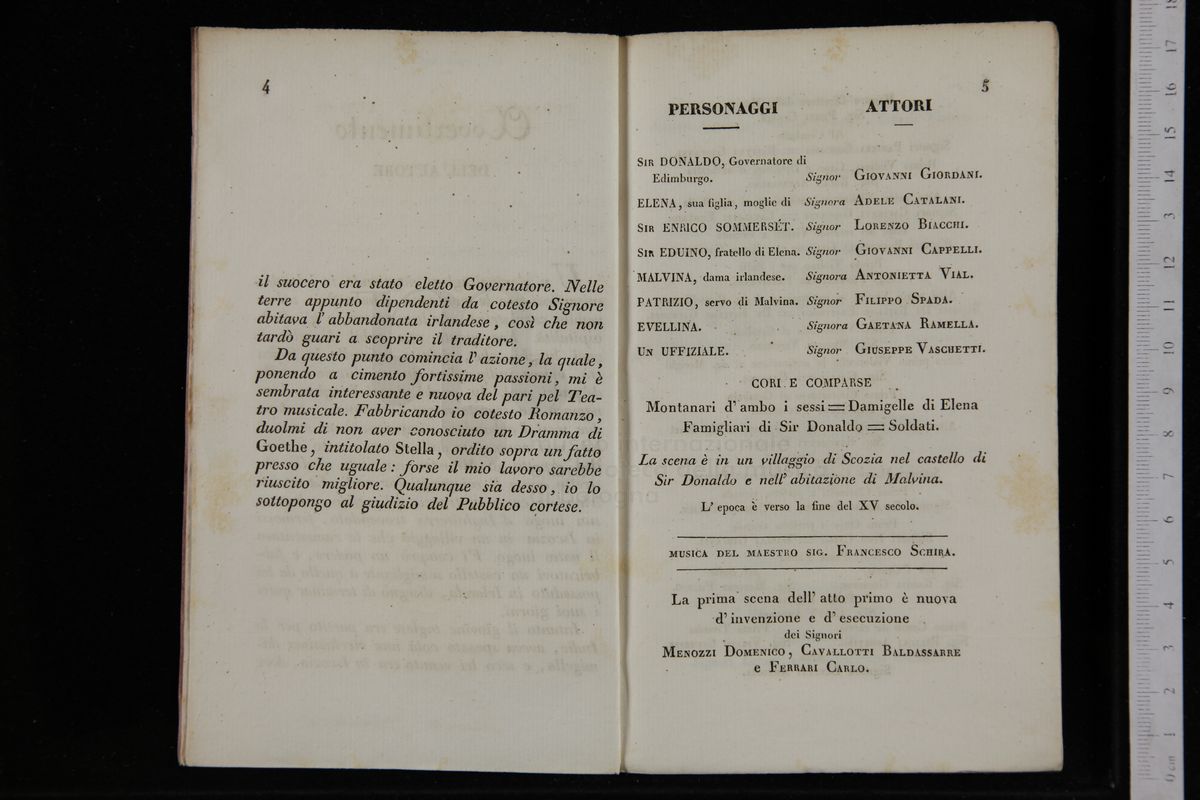 4
il suocero era stato eletto Governatore. Nelle
terre appunto dipendenti da cotesto Signore
abitava l' abbandonata irlandese, così che non
tardò guari a scoprire il traditore.
Da questo punto comincia l' azione, la quale,
ponendo a cimento fortissime passioni, mi è
sembrata interessante e nuova del pari pel Tea-
tro musicale. Fabbricando io cotesto Romanzo,
duolmi di non aver conosciuto un Dramma di
Goethe, intitolato Stella, ordito sopra un fatto
presso che uguale: forse il mio lavoro sarebbe
riuscito migliore. Qualunque sia desso, io lo
sottopongo al giudizio del Pubblico cortese.
5
PERSONAGGI ATTORI
SIR DONALDO, Governatore di
Edimburgo. Signor GIOVANNI GIORDANI.
ELENA, sua figlia, moglie di Signora ADELE CATALANI.
SIR ENRICO SOMMERSÉT. Signor LORENZO BIACCHI.
SIR EDUINO, fratello di Elena. Signor GIOVANNI CAPPELLI.
MALVINA, dama irlandese. Signora ANTONIETTA VIAL.
PATRIZIO, servo di Malvina. Signor FILIPPO SPADA.
EVELLINA. Signora GAETANA RAMELLA.
UN UFFIZIALE. Signor GIUSEPPE VASCHETTI.
CORI E COMPARSE
Montanari d' ambo i sessi = Damigelle di Elena
Famigliari di Sir Donaldo = Soldati.
La scena è in un villaggio di Scozia nel castello di
Sir Donaldo e nell' abitazione di Malvina.
L' epoca è verso la fine del XV secolo.
MUSICA DEL MAESTRO SIG. FRANCESCO SCHIRA.
La prima scena dell' atto primo è nuova
d' invenzione e d' esecuzione
dei Signori
MENOZZI DOMENICO, CAVALLOTTI BALDASSARRE
e FERRARI CARLO.